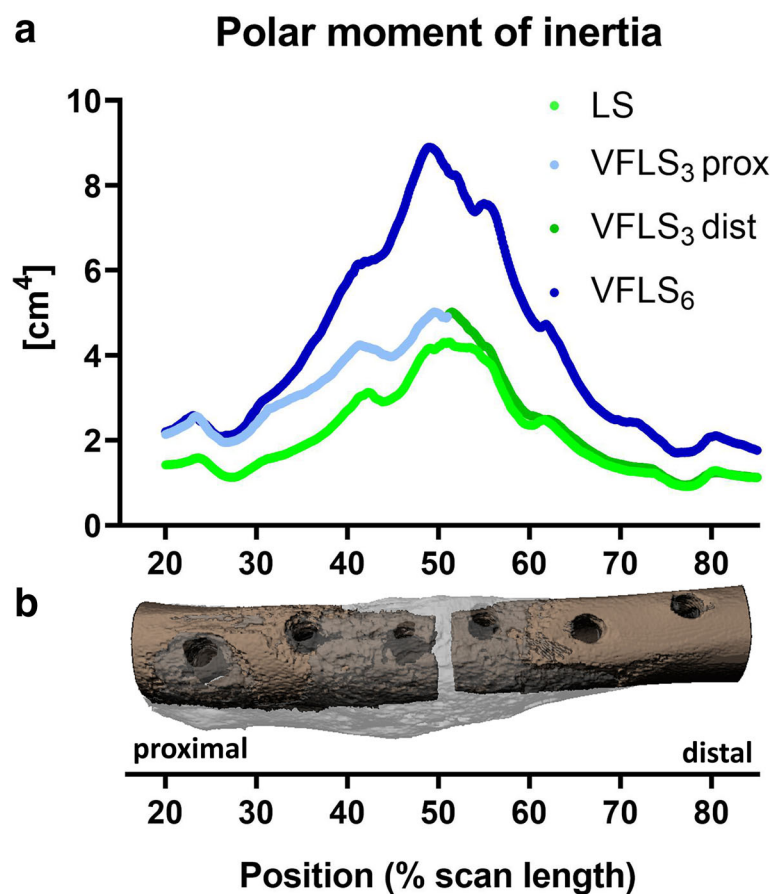 a
Polar moment of inertia
[cm⁴]
10
8
6
4
2
0
LS
VFLS₃ prox
VFLS₃ dist
VFLS₆
20 30 40 50 60 70 80
b
proximal distal
20 30 40 50 60 70 80
Position (% scan length)